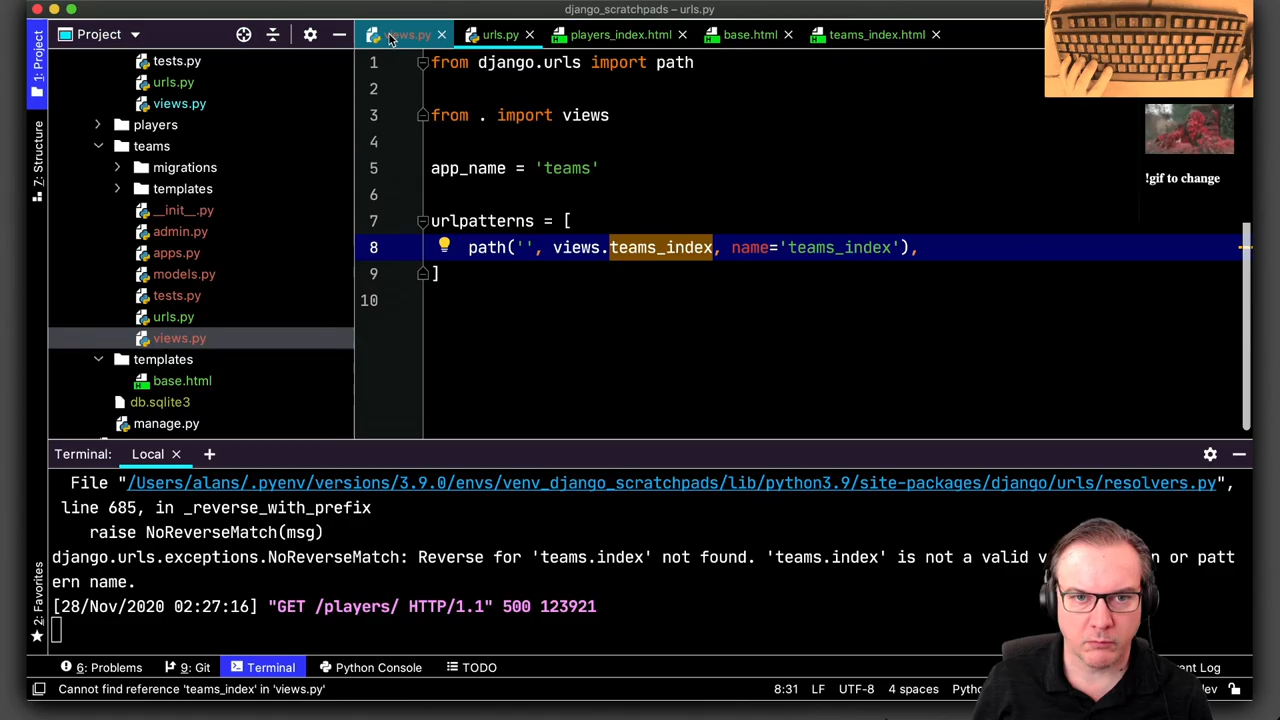 django_scratchpads – urls.py
Project
views.py
urls.py
players_index.html
base.html
teams_index.html
1: Project
7: Structure
2: Favorites
tests.py
urls.py
views.py
players
teams
migrations
templates
__init__.py
admin.py
apps.py
models.py
tests.py
urls.py
views.py
templates
base.html
db.sqlite3
manage.py
1 from django.urls import path
2
3 from . import views
4
5 app_name = 'teams'
6
7 urlpatterns = [
8 path('', views.teams_index, name='teams_index'),
9 ]
10
!gif to change
Terminal: Local +
File "/Users/alans/.pyenv/versions/3.9.0/envs/venv_django_scratchpads/lib/python3.9/site-packages/django/urls/resolvers.py",
line 685, in _reverse_with_prefix
raise NoReverseMatch(msg)
django.urls.exceptions.NoReverseMatch: Reverse for 'teams.index' not found. 'teams.index' is not a valid v n or patt
ern name.
[28/Nov/2020 02:27:16] "GET /players/ HTTP/1.1" 500 123921
6: Problems
9: Git
Terminal
Python Console
TODO
nt Log
Cannot find reference 'teams_index' in 'views.py'
8:31 LF UTF-8 4 spaces Pytho
ev